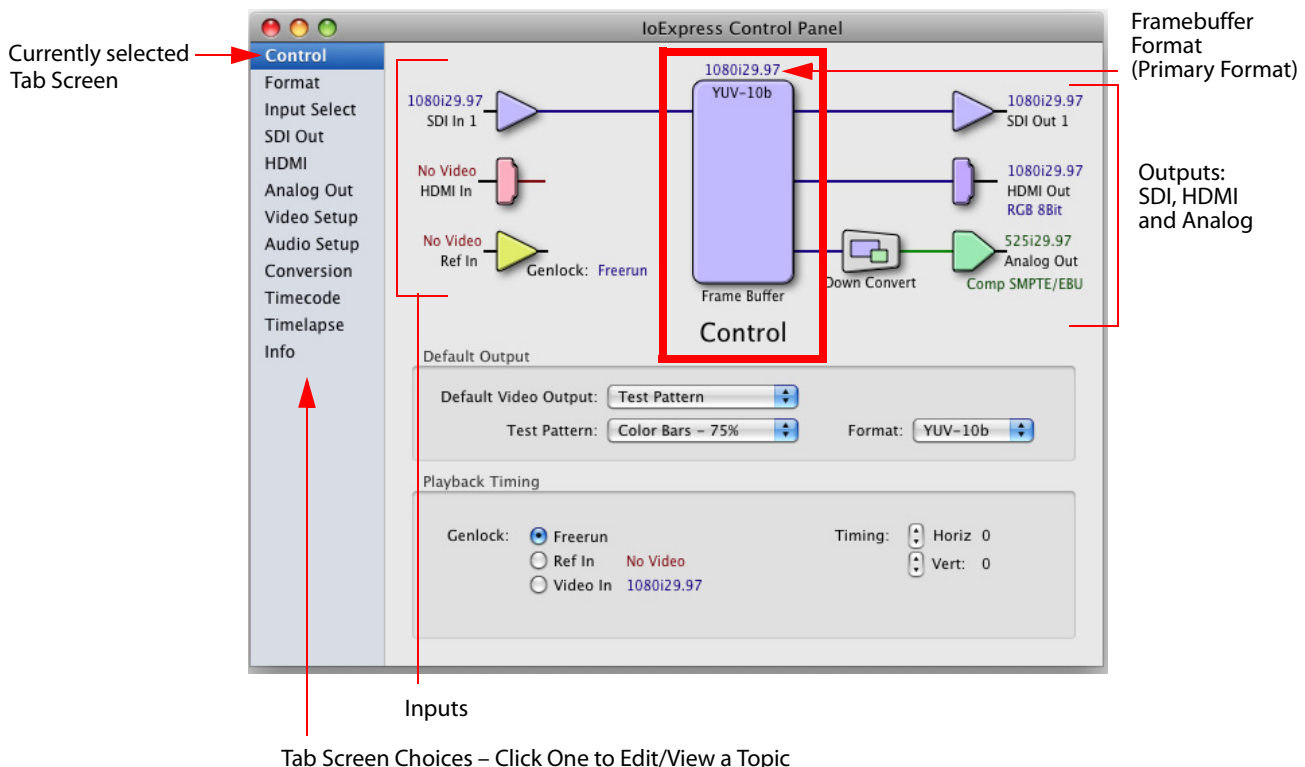 IoExpress Control Panel
Framebuffer
Format
(Primary Format)
Currently selected
Tab Screen
Control
Format
Input Select
SDI Out
HDMI
Analog Out
Video Setup
Audio Setup
Conversion
Timecode
Timelapse
Info
1080i29.97
SDI In 1
No Video
HDMI In
No Video
Ref In
Genlock: Freerun
1080i29.97
YUV-10b
Frame Buffer
Down Convert
1080i29.97
SDI Out 1
1080i29.97
HDMI Out
RGB 8Bit
525i29.97
Analog Out
Comp SMPTE/EBU
Outputs:
SDI, HDMI
and Analog
Control
Default Output
Default Video Output: Test Pattern
Test Pattern: Color Bars - 75% Format: YUV-10b
Playback Timing
Genlock: Freerun Timing: Horiz 0
Ref In No Video Vert: 0
Video In 1080i29.97
Inputs
Tab Screen Choices – Click One to Edit/View a Topic